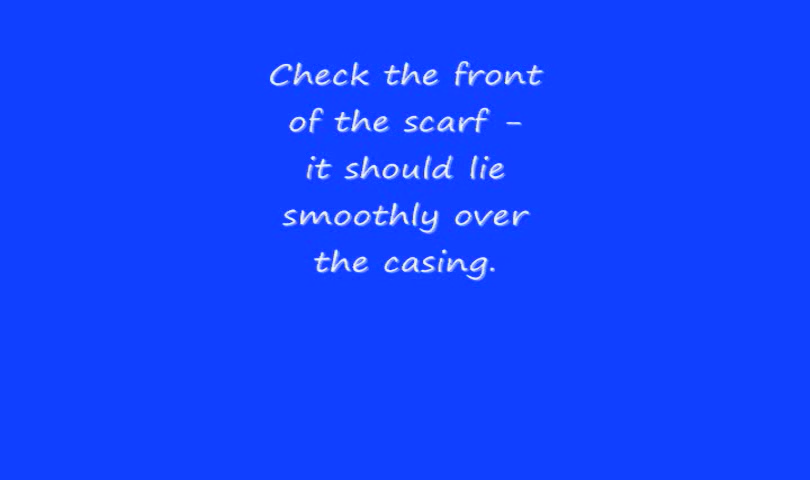 Check the front
of the scarf -
it should lie
smoothly over
the casing.